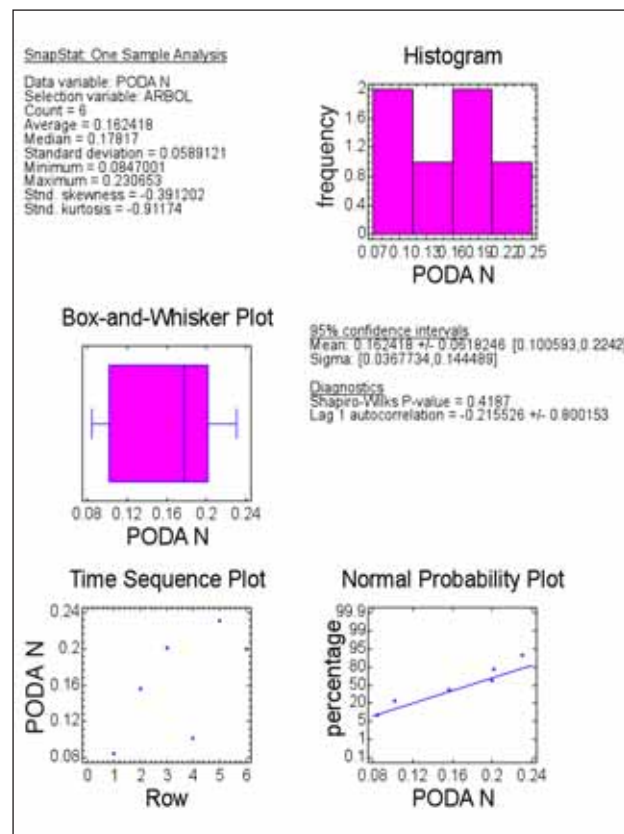 SnapStat: One Sample Analysis
Data variable: PODA N
Selection variable: ARBOL
Count = 6
Average = 0.162418
Median = 0.17817
Standard deviation = 0.0589121
Minimum = 0.0847001
Maximum = 0.230653
Stnd. skewness = -0.391202
Stnd. kurtosis = -0.91174
Histogram
frequency
2
1.6
1.2
0.8
0.4
0
0.07 0.10 0.13 0.16 0.19 0.22 0.25
PODA N
Box-and-Whisker Plot
0.08 0.12 0.16 0.2 0.24
PODA N
95% confidence intervals
Mean: 0.162418 +/- 0.0618246 [0.100593,0.2242]
Sigma: [0.0367734,0.144489]
Diagnostics
Shapiro-Wilks P-value = 0.4187
Lag 1 autocorrelation = -0.215526 +/- 0.800153
Time Sequence Plot
PODA N
0.24
0.2
0.16
0.12
0.08
0 1 2 3 4 5 6
Row
Normal Probability Plot
percentage
99.9
99
95
80
50
20
5
1
0.1
0.08 0.12 0.16 0.2 0.24
PODA N